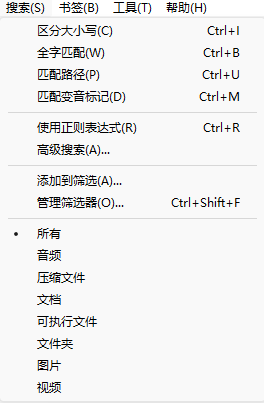 搜索(S) 书签(B) 工具(T) 帮助(H)
区分大小写(C) Ctrl+I
全字匹配(W) Ctrl+B
匹配路径(P) Ctrl+U
匹配变音标记(D) Ctrl+M
使用正则表达式(R) Ctrl+R
高级搜索(A)...
添加到筛选(A)...
管理筛选器(O)... Ctrl+Shift+F
• 所有
音频
压缩文件
文档
可执行文件
文件夹
图片
视频